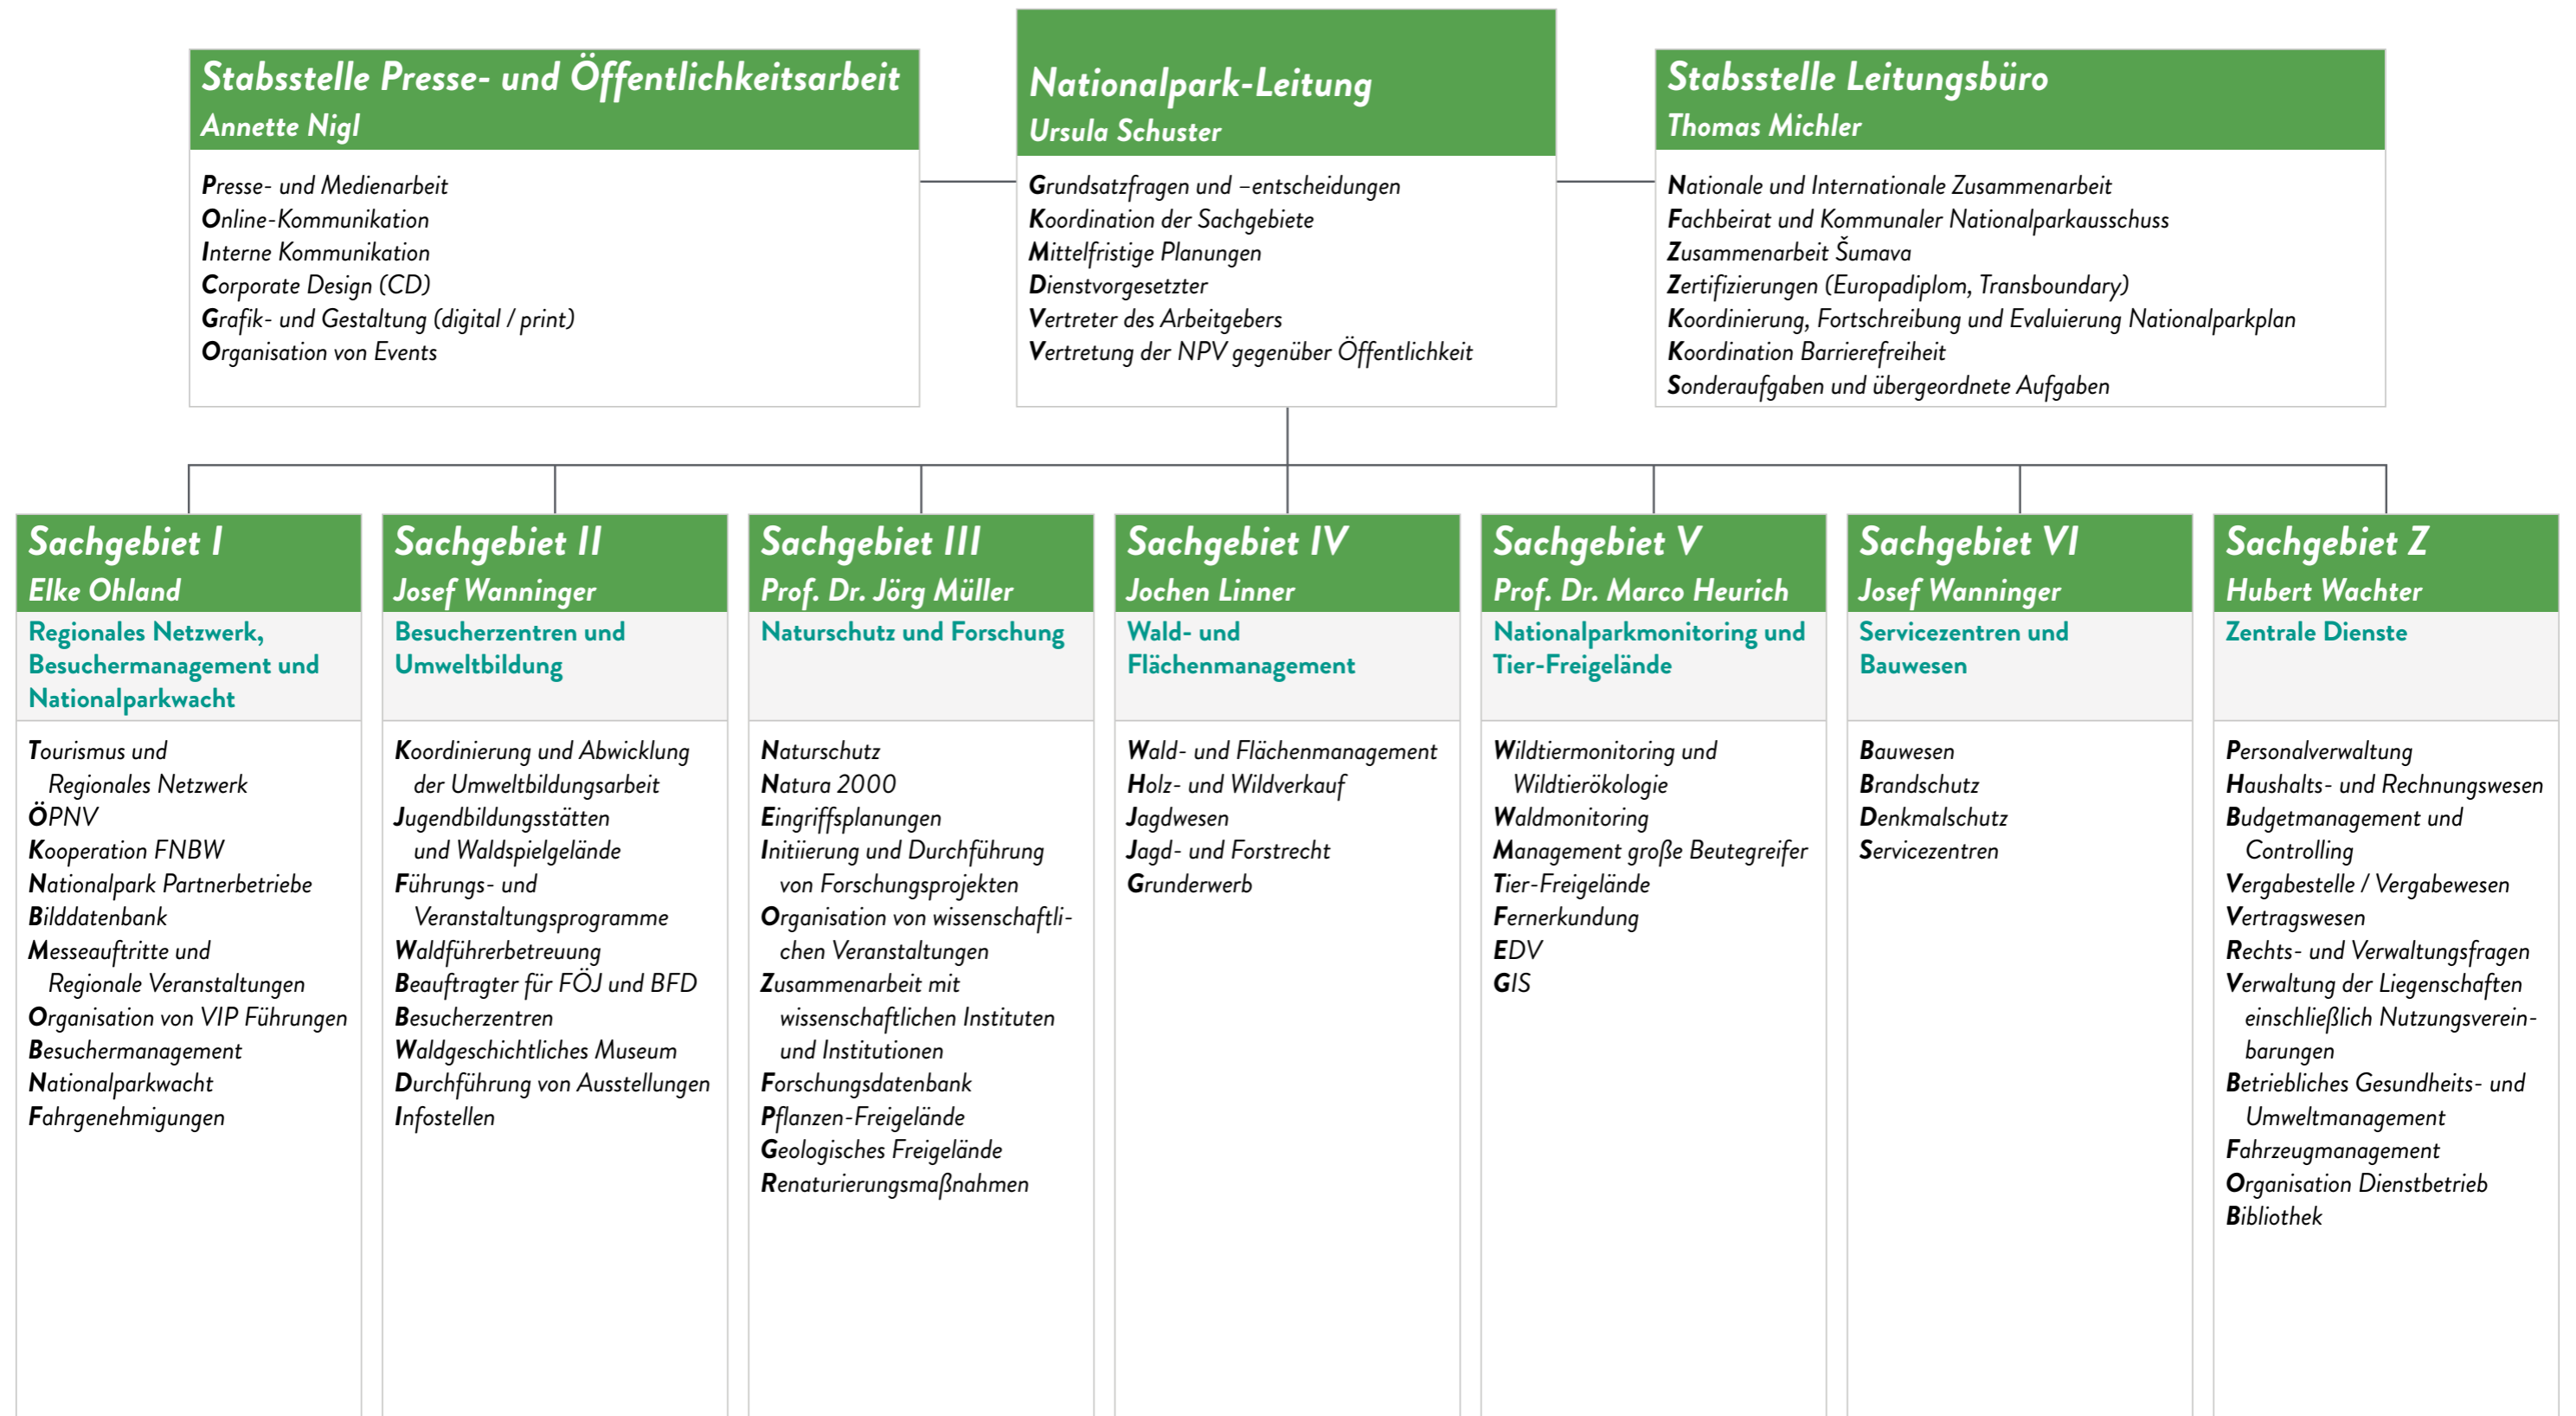 Stabsstelle Presse- und Öffentlichkeitsarbeit
Annette Nigl
Presse- und Medienarbeit
Online-Kommunikation
Interne Kommunikation
Corporate Design (CD)
Grafik- und Gestaltung (digital / print)
Organisation von Events
Nationalpark-Leitung
Ursula Schuster
Grundsatzfragen und –entscheidungen
Koordination der Sachgebiete
Mittelfristige Planungen
Dienstvorgesetzter
Vertreter des Arbeitgebers
Vertretung der NPV gegenüber Öffentlichkeit
Stabsstelle Leitungsbüro
Thomas Michler
Nationale und Internationale Zusammenarbeit
Fachbeirat und Kommunaler Nationalparkausschuss
Zusammenarbeit Šumava
Zertifizierungen (Europadiplom, Transboundary)
Koordinierung, Fortschreibung und Evaluierung Nationalparkplan
Koordination Barrierefreiheit
Sonderaufgaben und übergeordnete Aufgaben
Sachgebiet I
Elke Ohland
Regionales Netzwerk,
Besuchermanagement und
Nationalparkwacht
Tourismus und
Regionales Netzwerk
ÖPNV
Kooperation FNBW
Nationalpark Partnerbetriebe
Bilddatenbank
Messeauftritte und
Regionale Veranstaltungen
Organisation von VIP Führungen
Besuchermanagement
Nationalparkwacht
Fahrgenehmigungen
Sachgebiet II
Josef Wanninger
Besucherzentren und
Umweltbildung
Koordinierung und Abwicklung
der Umweltbildungsarbeit
Jugendbildungsstätten
und Waldspielgelände
Führungs- und
Veranstaltungsprogramme
Waldführerbetreuung
Beauftragter für FÖJ und BFD
Besucherzentren
Waldgeschichtliches Museum
Durchführung von Ausstellungen
Infostellen
Sachgebiet III
Prof. Dr. Jörg Müller
Naturschutz und Forschung
Naturschutz
Natura 2000
Eingriffsplanungen
Initiierung und Durchführung
von Forschungsprojekten
Organisation von wissenschaftli-
chen Veranstaltungen
Zusammenarbeit mit
wissenschaftlichen Instituten
und Institutionen
Forschungsdatenbank
Pflanzen-Freigelände
Geologisches Freigelände
Renaturierungsmaßnahmen
Sachgebiet IV
Jochen Linner
Wald- und
Flächenmanagement
Wald- und Flächenmanagement
Holz- und Wildverkauf
Jagdwesen
Jagd- und Forstrecht
Grunderwerb
Sachgebiet V
Prof. Dr. Marco Heurich
Nationalparkmonitoring und
Tier-Freigelände
Wildtiermonitoring und
Wildtierökologie
Waldmonitoring
Management große Beutegreifer
Tier-Freigelände
Fernerkundung
EDV
GIS
Sachgebiet VI
Josef Wanninger
Servicezentren und
Bauwesen
Bauwesen
Brandschutz
Denkmalschutz
Servicezentren
Sachgebiet Z
Hubert Wachter
Zentrale Dienste
Personalverwaltung
Haushalts- und Rechnungswesen
Budgetmanagement und
Controlling
Vergabestelle / Vergabewesen
Vertragswesen
Rechts- und Verwaltungsfragen
Verwaltung der Liegenschaften
einschließlich Nutzungsverein-
barungen
Betriebliches Gesundheits- und
Umweltmanagement
Fahrzeugmanagement
Organisation Dienstbetrieb
Bibliothek